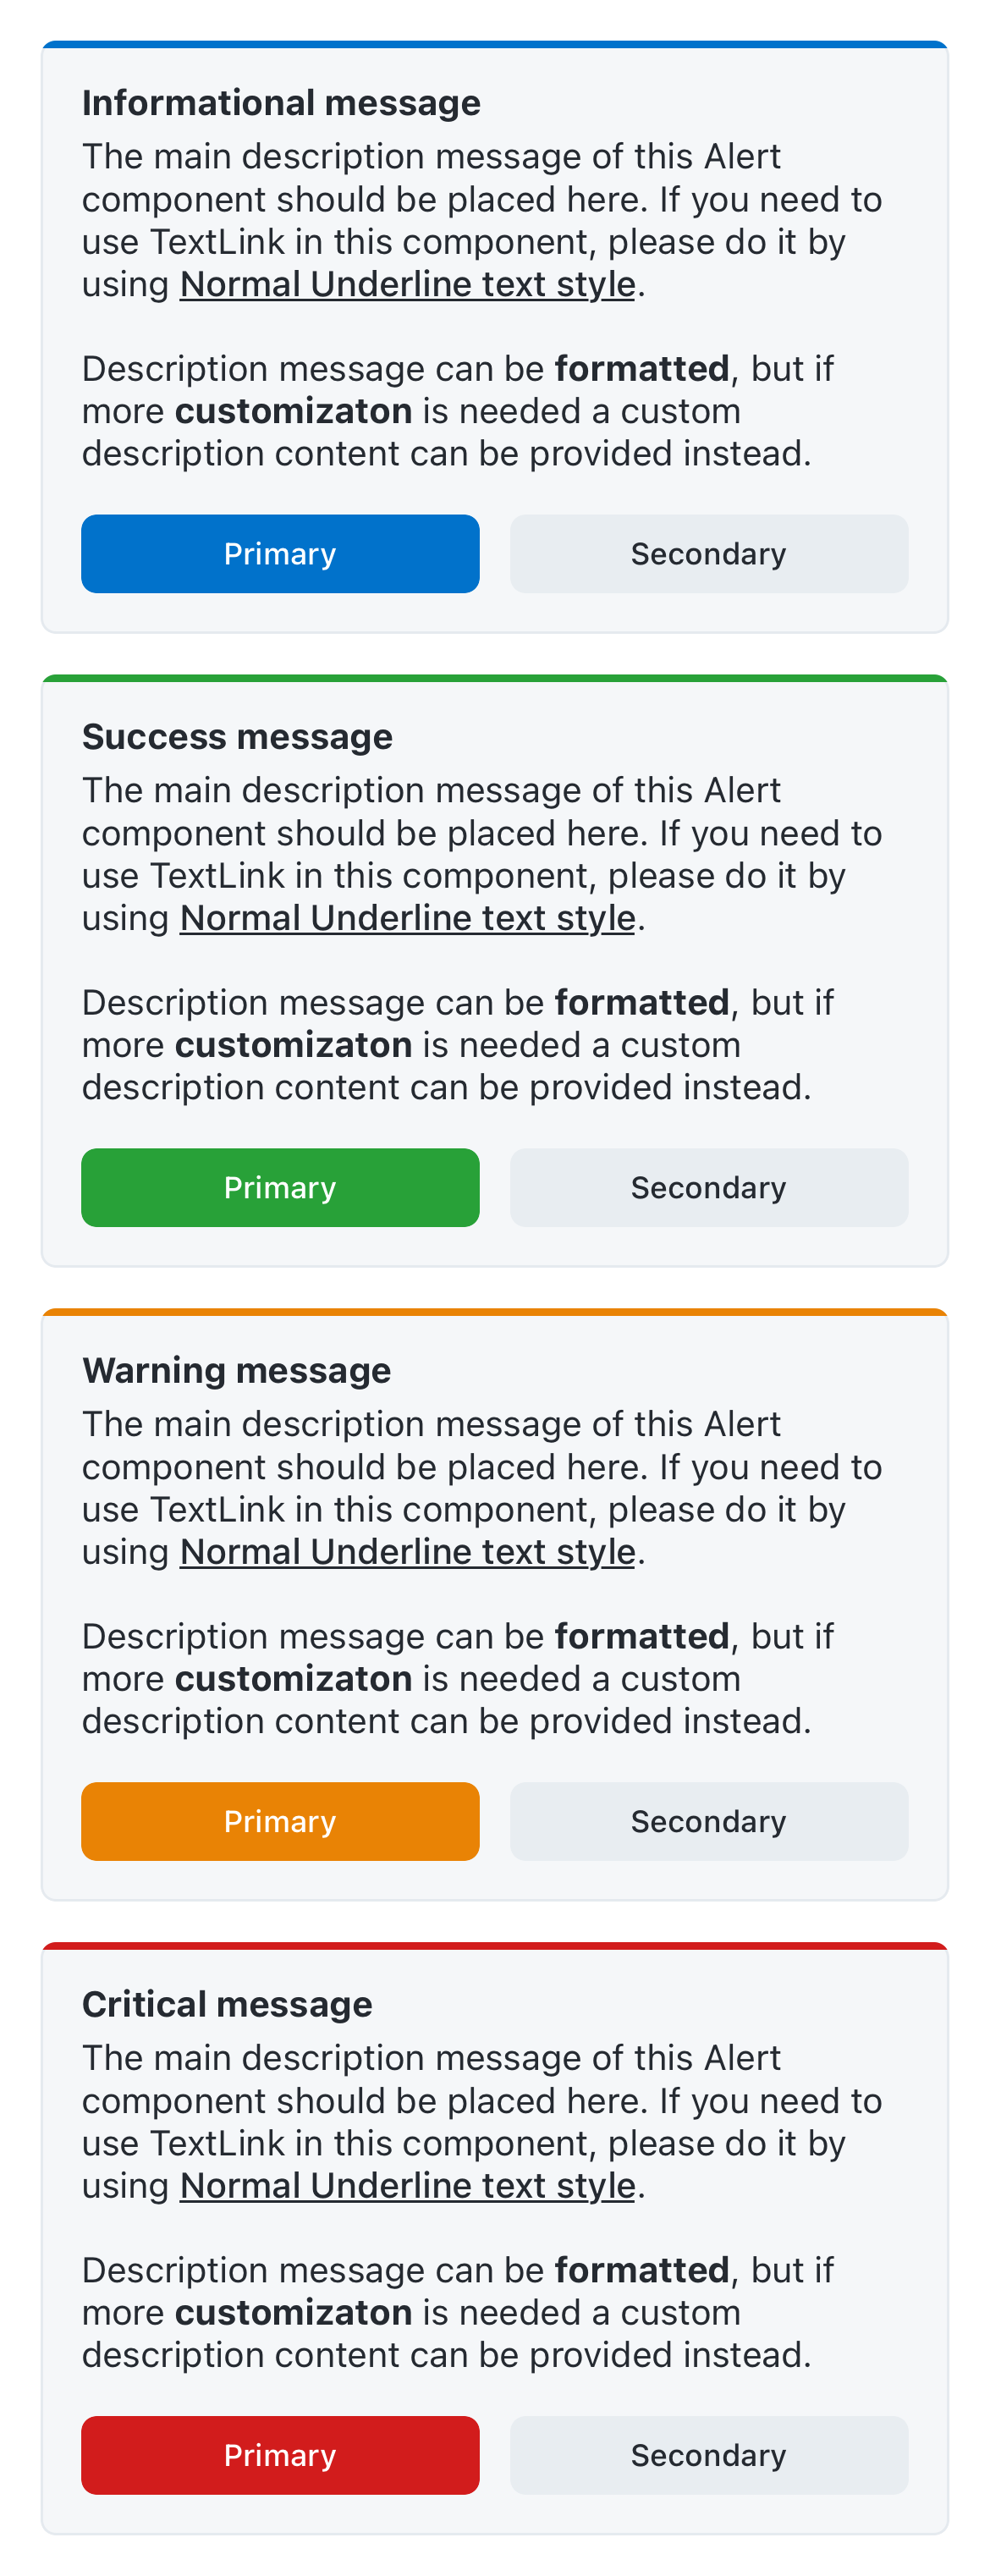 Informational message
The main description message of this Alert
component should be placed here. If you need to
use TextLink in this component, please do it by
using Normal Underline text style.
Description message can be formatted, but if
more customizaton is needed a custom
description content can be provided instead.
Primary Secondary
Success message
The main description message of this Alert
component should be placed here. If you need to
use TextLink in this component, please do it by
using Normal Underline text style.
Description message can be formatted, but if
more customizaton is needed a custom
description content can be provided instead.
Primary Secondary
Warning message
The main description message of this Alert
component should be placed here. If you need to
use TextLink in this component, please do it by
using Normal Underline text style.
Description message can be formatted, but if
more customizaton is needed a custom
description content can be provided instead.
Primary Secondary
Critical message
The main description message of this Alert
component should be placed here. If you need to
use TextLink in this component, please do it by
using Normal Underline text style.
Description message can be formatted, but if
more customizaton is needed a custom
description content can be provided instead.
Primary Secondary